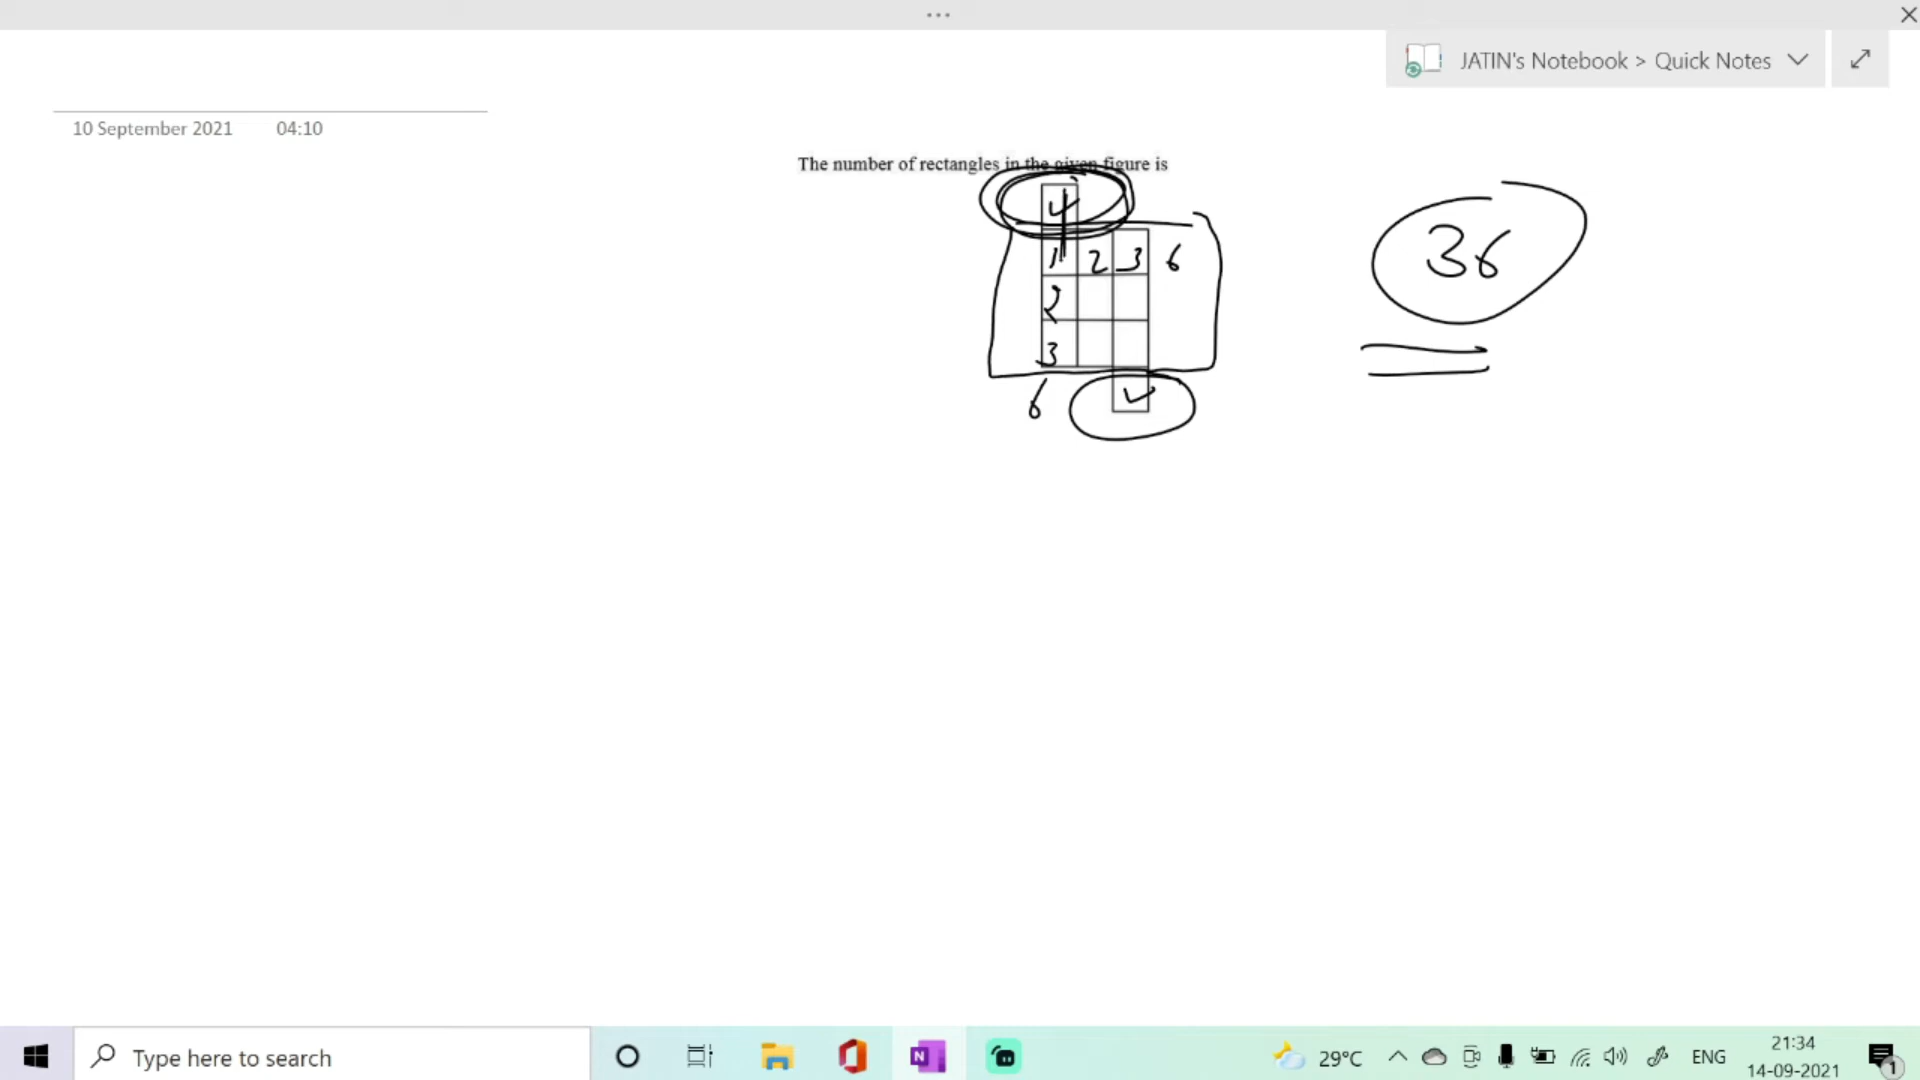 JATIN's Notebook > Quick Notes
10 September 2021 04:10
The number of rectangles in the given figure is
1 2 3 6
2
3
6
36
Type here to search
29°C
ENG
21:34
14-09-2021
1